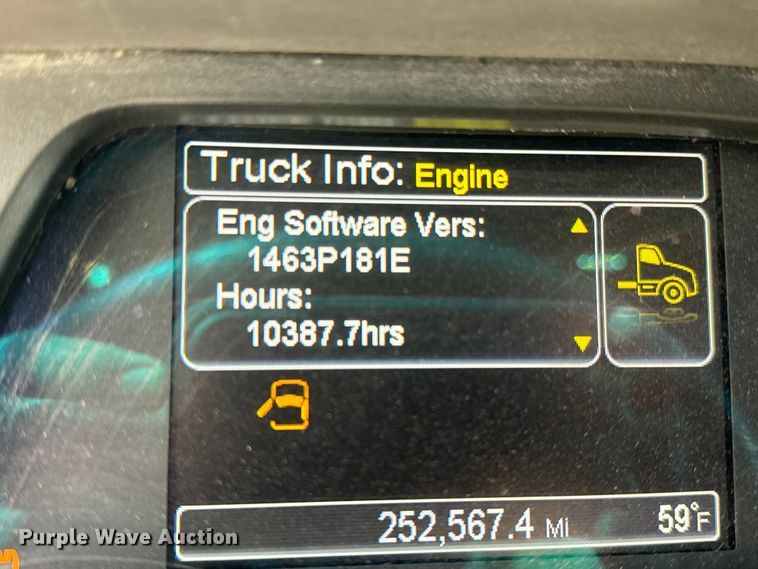 Truck Info: Engine
Eng Software Vers:
1463P181E
Hours:
10387.7hrs
252,567.4 Mi 59°F
Purple Wave Auction